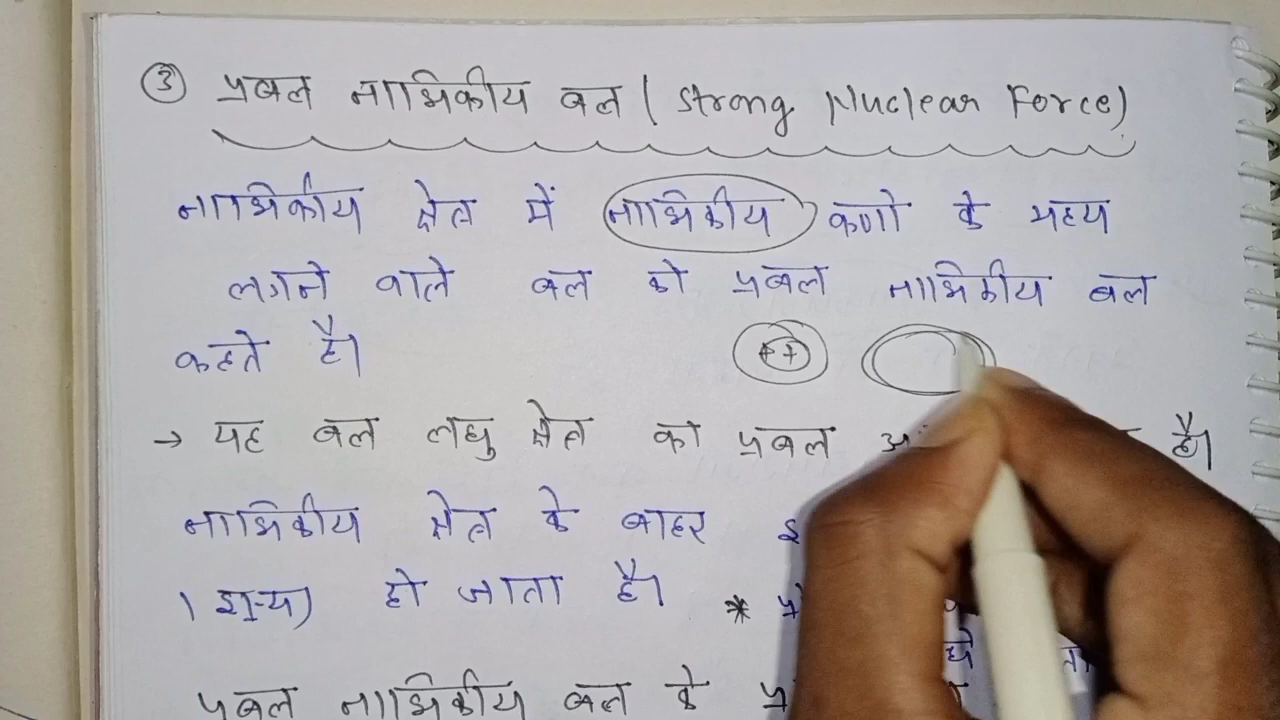 ③ प्रबल नाभिकीय बल ( Strong Nuclear Force)
नाभिकीय क्षेत्र में नाभिकीय कणो के मध्य
लगने वाले बल को प्रबल नाभिकीय बल
कहते है।
++
→ यह बल लघु क्षेत्र का प्रबल है।
नाभिकीय क्षेत्र के बाहर
शून्य) हो जाता है। *
प्रबल नाभिकीय बल के